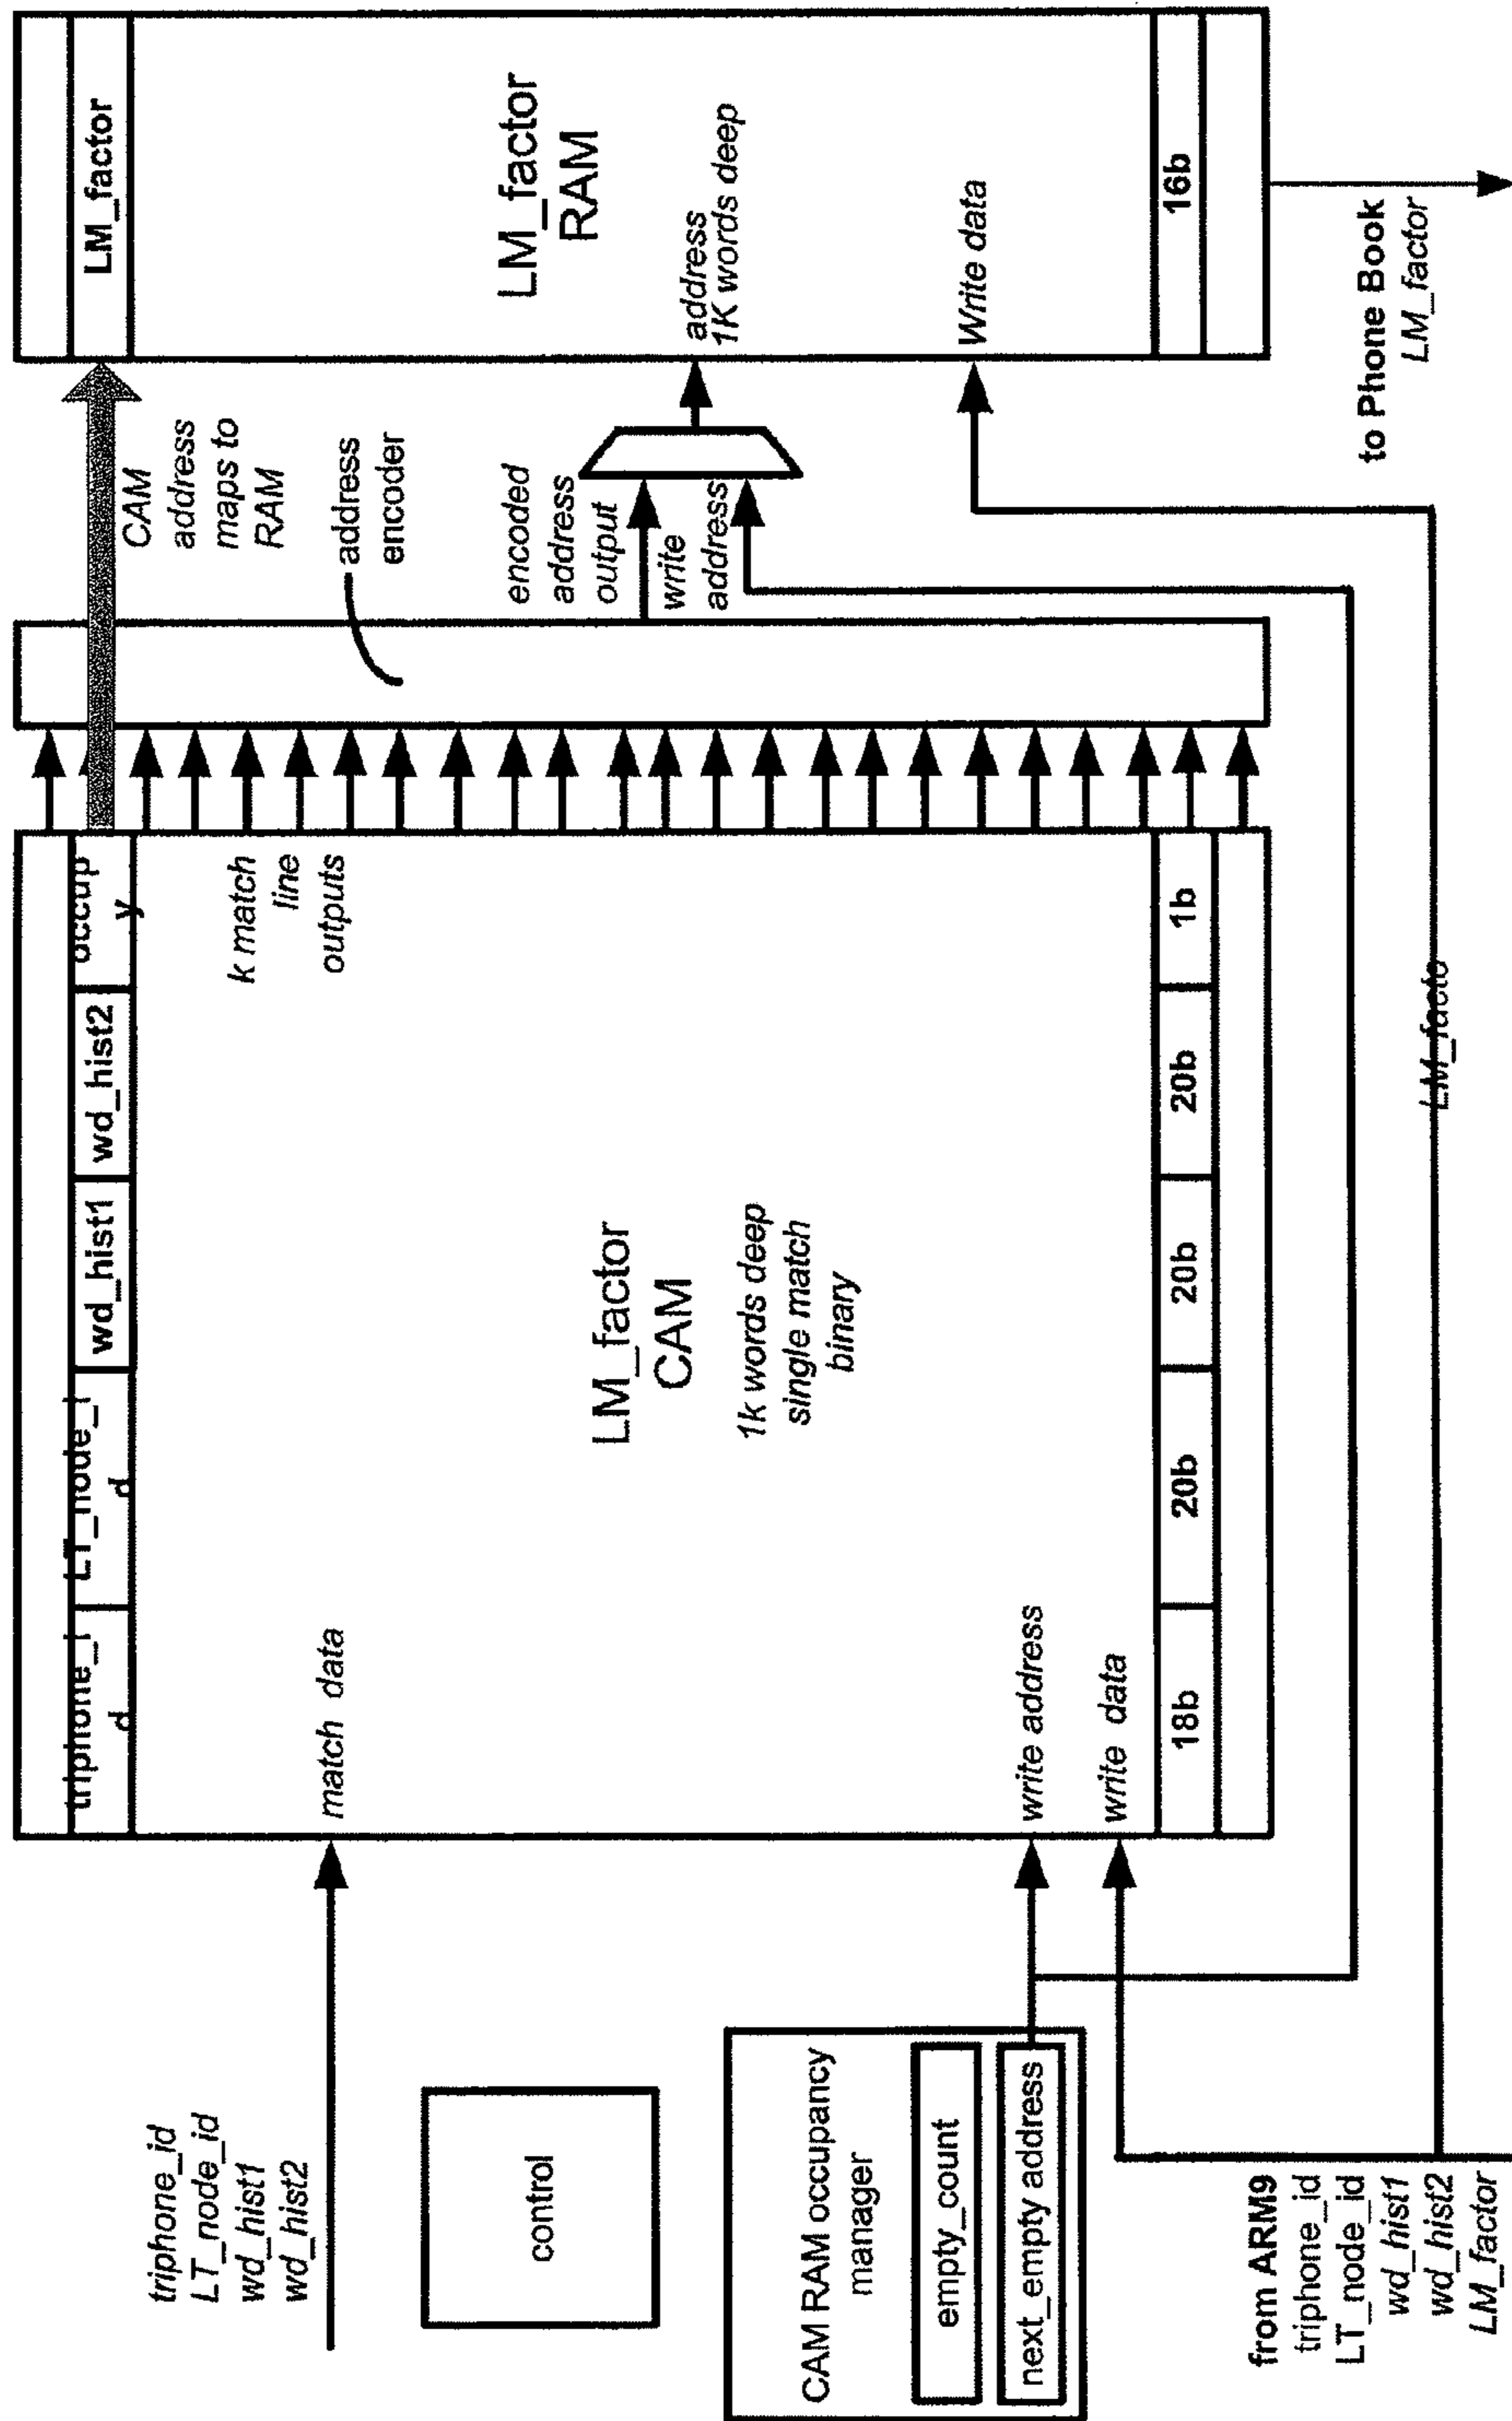 triphone_id
LT_node_id
wd_hist1
wd_hist2
control
CAM RAM occupancy
manager
empty_count
next_empty address
from ARM9
triphone_id
LT_node_id
wd_hist1
wd_hist2
LM_factor
triphone_i
d
LT_node_i
d
wd_hist1
wd_hist2
occup
y
match data
k match
line
outputs
LM_factor
CAM
1k words deep
single match
binary
write address
write data
18b
20b
20b
20b
1b
LM_facto
CAM
address
maps to
RAM
address
encoder
encoded
address
output
write
address
LM_factor
LM_factor
RAM
address
1K words deep
Write data
16b
to Phone Book
LM_factor